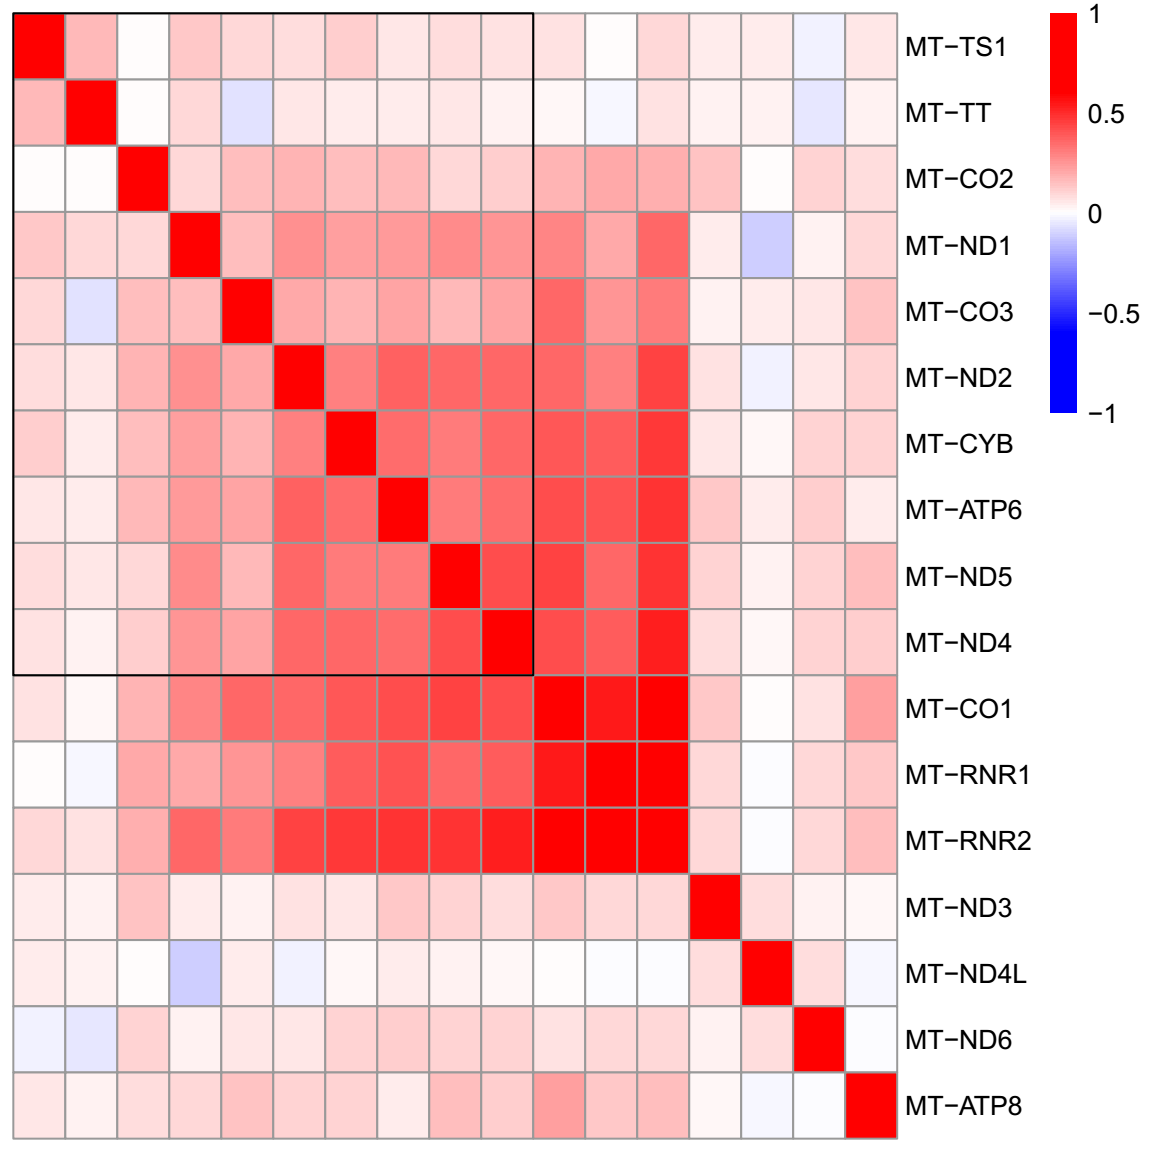 MT−TS1
MT−TT
MT−CO2
MT−ND1
MT−CO3
MT−ND2
MT−CYB
MT−ATP6
MT−ND5
MT−ND4
MT−CO1
MT−RNR1
MT−RNR2
MT−ND3
MT−ND4L
MT−ND6
MT−ATP8
1
0.5
0
−0.5
−1